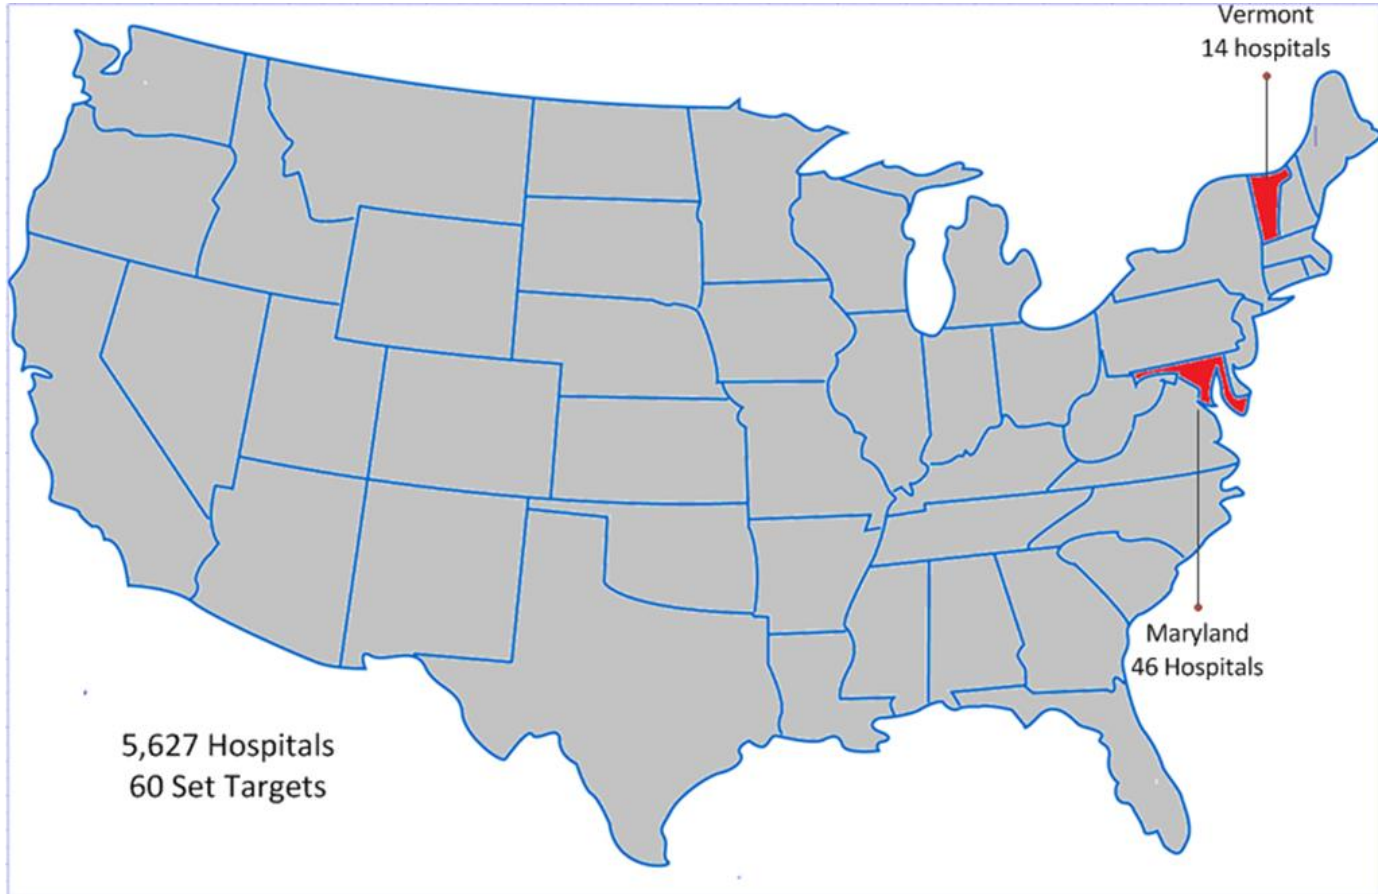 Vermont
14 hospitals
Maryland
46 Hospitals
5,627 Hospitals
60 Set Targets